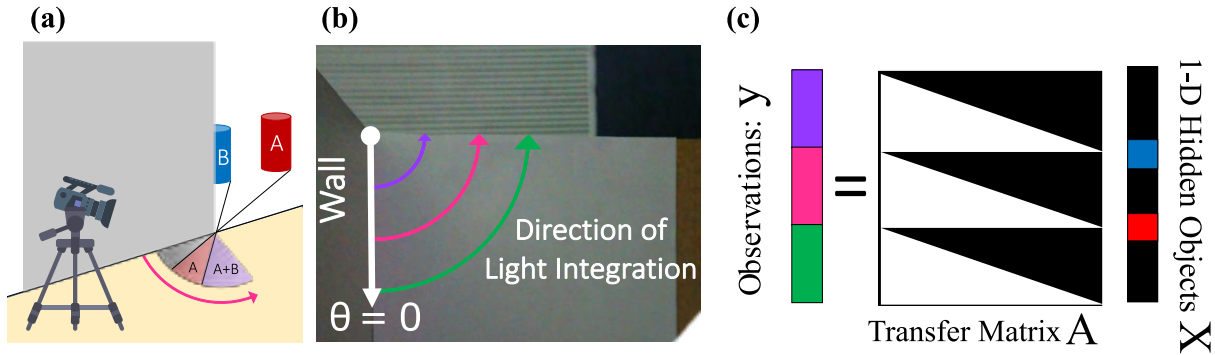 (a)
B
A
A
A+B
(b)
Wall
Direction of
Light Integration
θ = 0
(c)
Observations: y
=
Transfer Matrix A
1-D Hidden Objects X